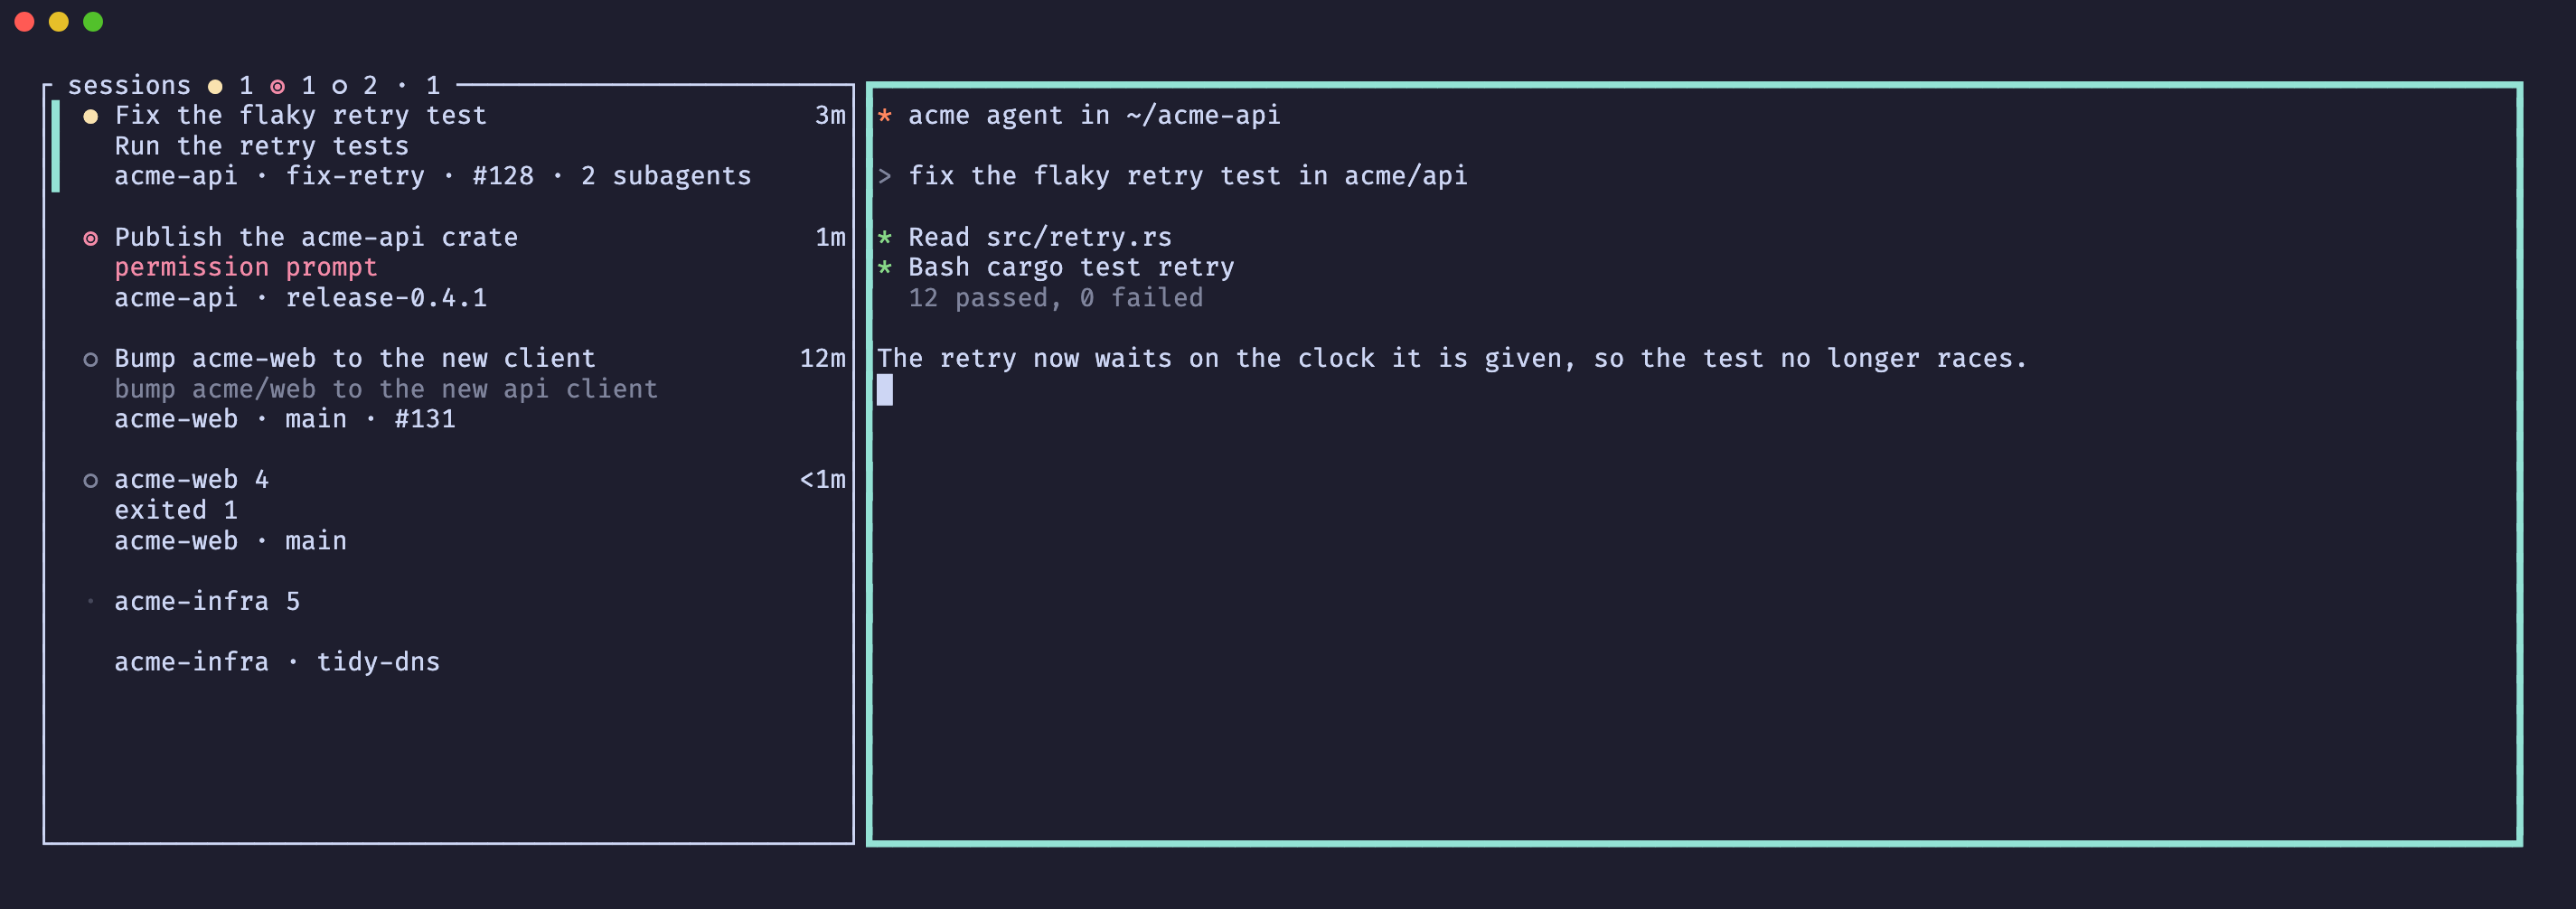 sessions ● 1 ◉ 1 ○ 2 · 1
● Fix the flaky retry test 3m
Run the retry tests
acme-api · fix-retry · #128 · 2 subagents
◉ Publish the acme-api crate 1m
permission prompt
acme-api · release-0.4.1
○ Bump acme-web to the new client 12m
bump acme/web to the new api client
acme-web · main · #131
○ acme-web 4 <1m
exited 1
acme-web · main
· acme-infra 5
acme-infra · tidy-dns
* acme agent in ~/acme-api
> fix the flaky retry test in acme/api
* Read src/retry.rs
* Bash cargo test retry
12 passed, 0 failed
The retry now waits on the clock it is given, so the test no longer races.